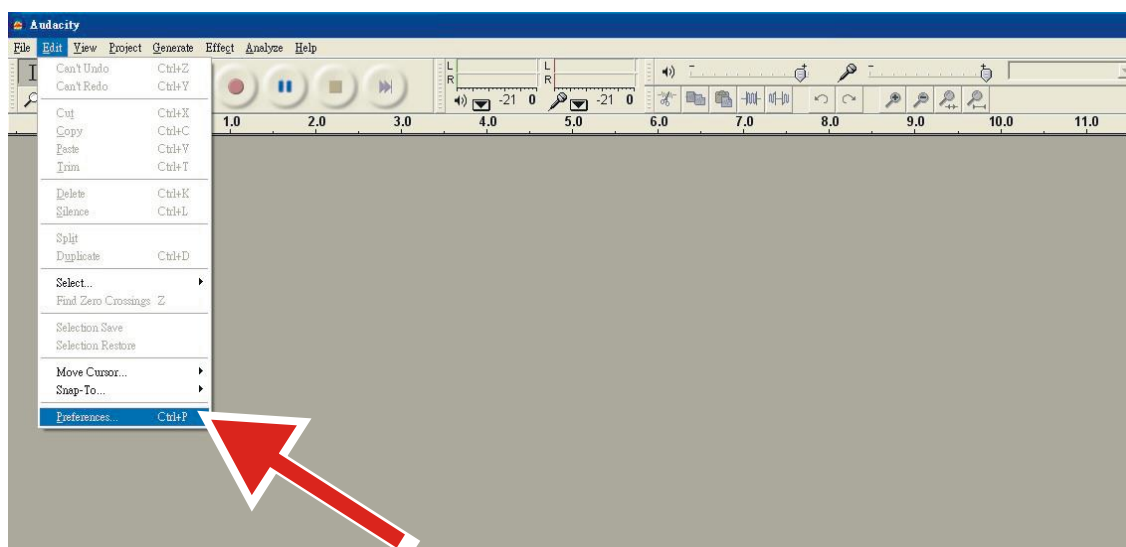 Audacity
File Edit View Project Generate Effect Analyze Help
Can't Undo Ctrl+Z
Can't Redo Ctrl+Y
Cut Ctrl+X
Copy Ctrl+C
Paste Ctrl+V
Trim Ctrl+T
Delete Ctrl+K
Silence Ctrl+L
Split
Duplicate Ctrl+D
Select...
Find Zero Crossings Z
Selection Save
Selection Restore
Move Cursor...
Snap-To...
Preferences... Ctrl+P
L L
R R
-21 0 -21 0
1.0 2.0 3.0 4.0 5.0 6.0 7.0 8.0 9.0 10.0 11.0